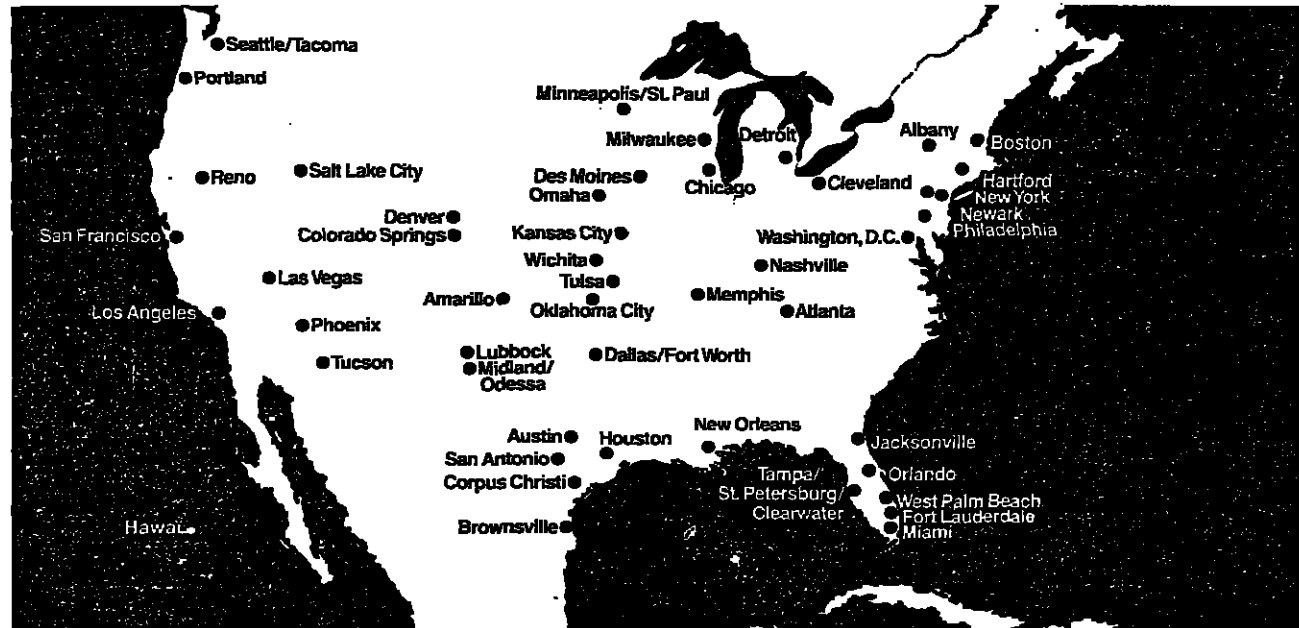 Seattle/Tacoma
Portland
Minneapolis/St. Paul
Milwaukee
Detroit
Albany
Boston
Reno
Salt Lake City
Des Moines
Omaha
Chicago
Cleveland
Hartford
New York
Newark
Philadelphia
Denver
Colorado Springs
San Francisco
Kansas City
Washington, D.C.
Wichita
Nashville
Las Vegas
Tulsa
Amarillo
Oklahoma City
Memphis
Atlanta
Los Angeles
Phoenix
Tucson
Lubbock
Midland/
Odessa
Dallas/Fort Worth
Austin
Houston
New Orleans
Jacksonville
San Antonio
Corpus Christi
Tampa/
St. Petersburg/
Clearwater
Orlando
West Palm Beach
Fort Lauderdale
Miami
Hawaii
Brownsville